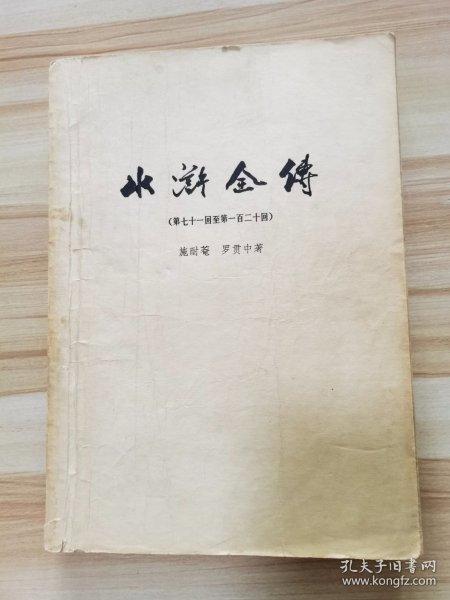 水滸全傳
（第七十一回至第一百二十回）
施耐菴 罗贯中著
孔夫子旧书网
www.kongfz.com